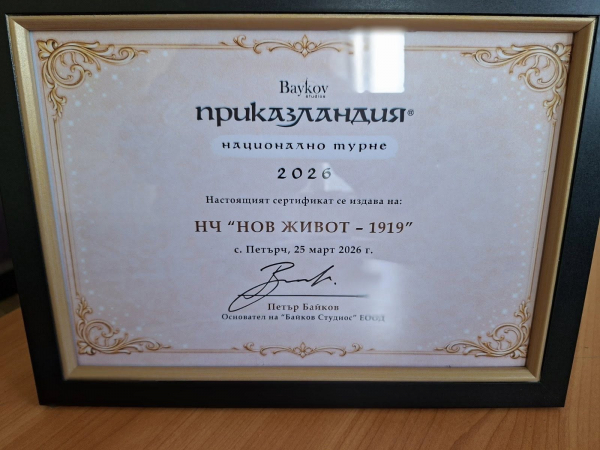 Baykov
studios
ПРИКАЗЛАНДИЯ®
НАЦИОНАЛНО ТУРНЕ
2026
Настоящият сертификат се издава на:
НЧ “НОВ ЖИВОТ – 1919”
с. Петърч, 25 март 2026 г.
Петър Байков
Основател на “Байков Студиос” ЕООД